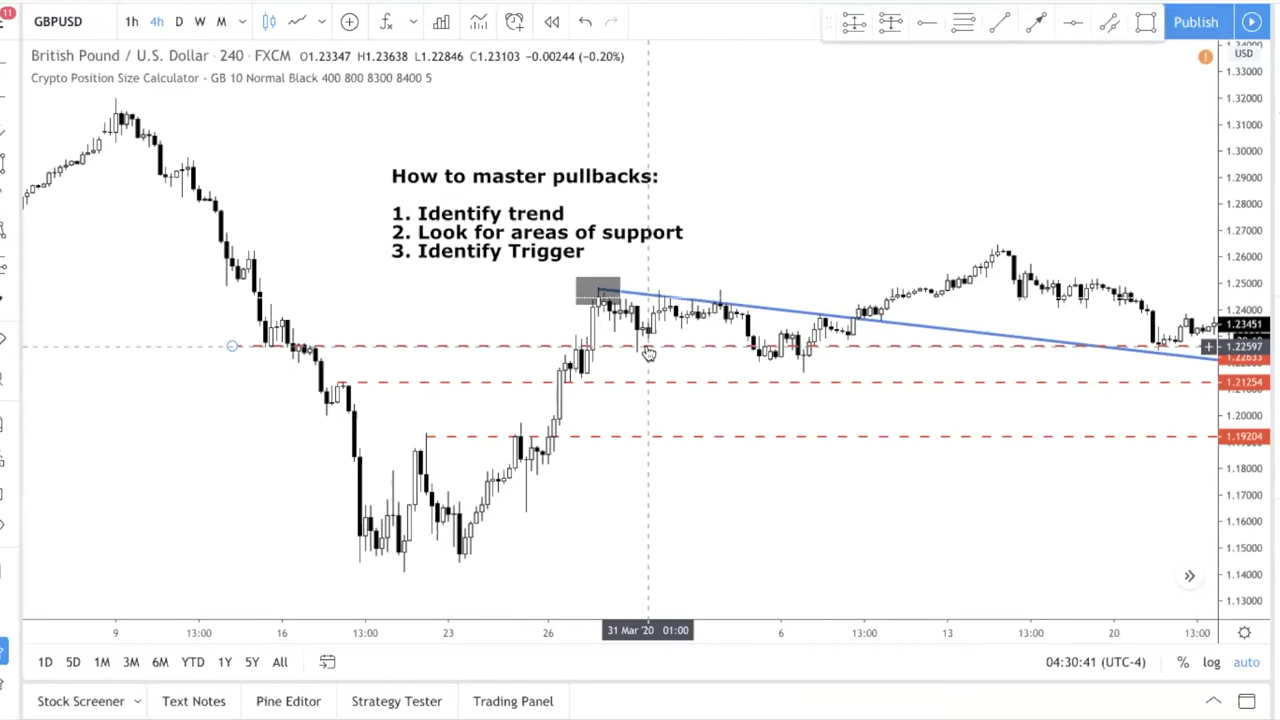 11
GBPUSD 1h 4h D W M Publish
British Pound / U.S. Dollar · 240 · FXCM O1.23347 H1.23638 L1.22846 C1.23103 −0.00244 (−0.20%)
Crypto Position Size Calculator - GB 10 Normal Black 400 800 8300 8400 5
USD
1.33000
1.32000
1.31000
1.30000
1.29000
1.28000
1.27000
1.26000
1.25000
1.24000
1.23451
1.22597
1.22633
1.21254
1.20000
1.19204
1.18000
1.17000
1.16000
1.15000
1.14000
1.13000
How to master pullbacks:
1. Identify trend
2. Look for areas of support
3. Identify Trigger
9 13:00 16 13:00 23 26 31 Mar '20 01:00 6 13:00 13 13:00 20 13:00
1D 5D 1M 3M 6M YTD 1Y 5Y All 04:30:41 (UTC-4) % log auto
Stock Screener Text Notes Pine Editor Strategy Tester Trading Panel